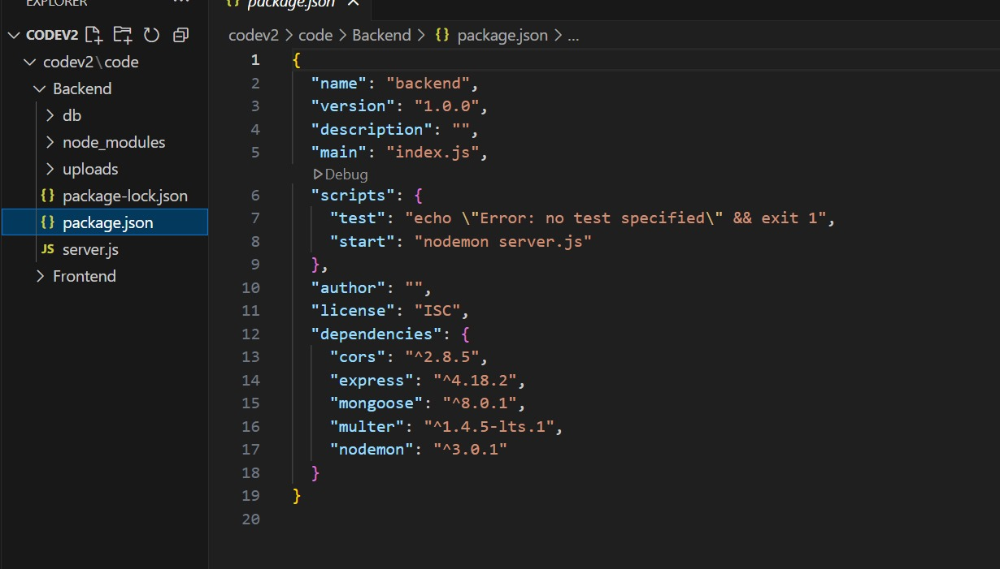 EXPLORER
CODEV2
codev2\code
Backend
db
node_modules
uploads
{} package-lock.json
{} package.json
JS server.js
Frontend
{} package.json
codev2 > code > Backend > {} package.json > ...
1 {
2 "name": "backend",
3 "version": "1.0.0",
4 "description": "",
5 "main": "index.js",
Debug
6 "scripts": {
7 "test": "echo \"Error: no test specified\" && exit 1",
8 "start": "nodemon server.js"
9 },
10 "author": "",
11 "license": "ISC",
12 "dependencies": {
13 "cors": "^2.8.5",
14 "express": "^4.18.2",
15 "mongoose": "^8.0.1",
16 "multer": "^1.4.5-lts.1",
17 "nodemon": "^3.0.1"
18 }
19 }
20